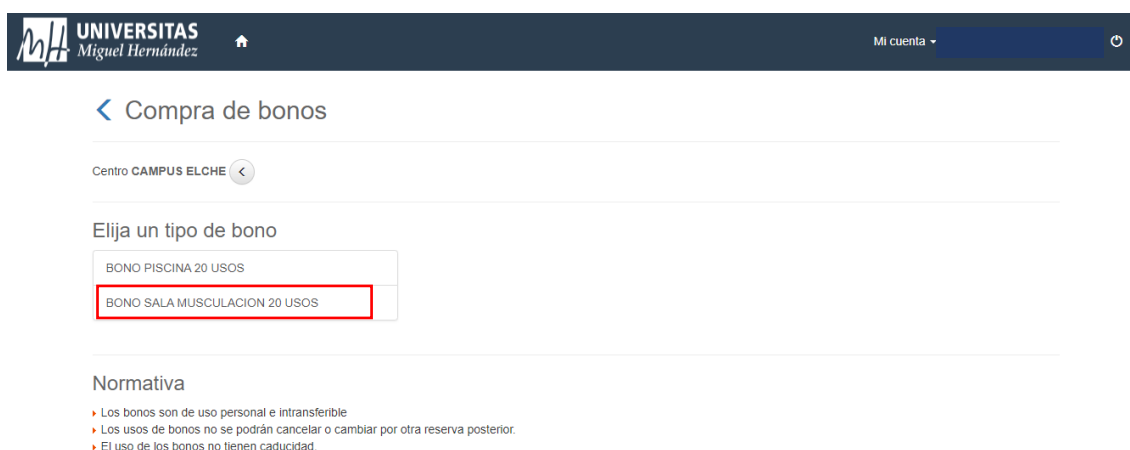 UNIVERSITAS
Miguel Hernández
Mi cuenta
Compra de bonos
Centro CAMPUS ELCHE
Elija un tipo de bono
BONO PISCINA 20 USOS
BONO SALA MUSCULACION 20 USOS
Normativa
Los bonos son de uso personal e intransferible
Los usos de bonos no se podrán cancelar o cambiar por otra reserva posterior.
El uso de los bonos no tienen caducidad.